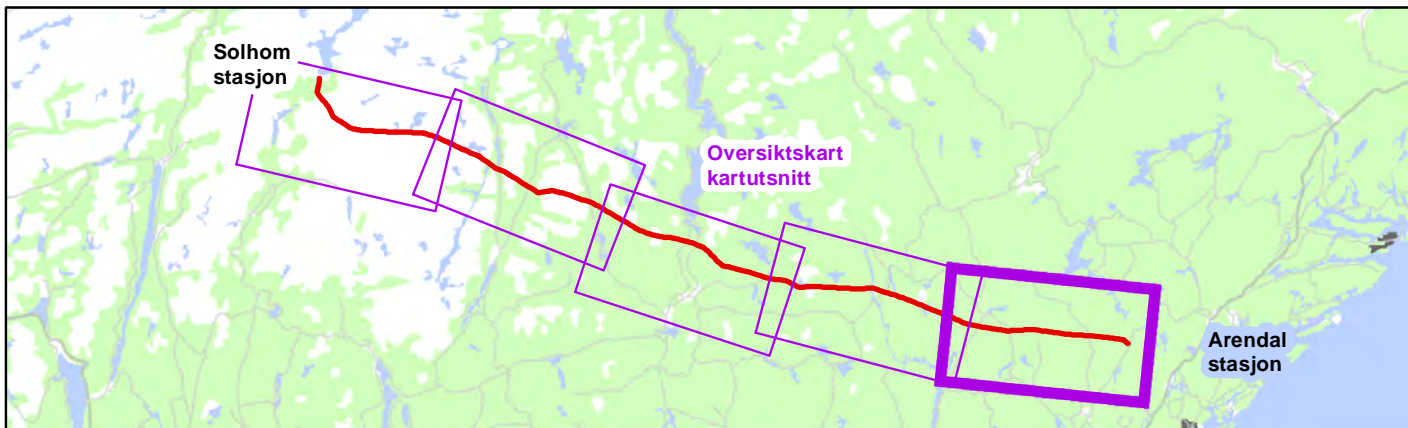 Solhom
stasjon
Oversiktskart
kartutsnitt
Arendal
stasjon